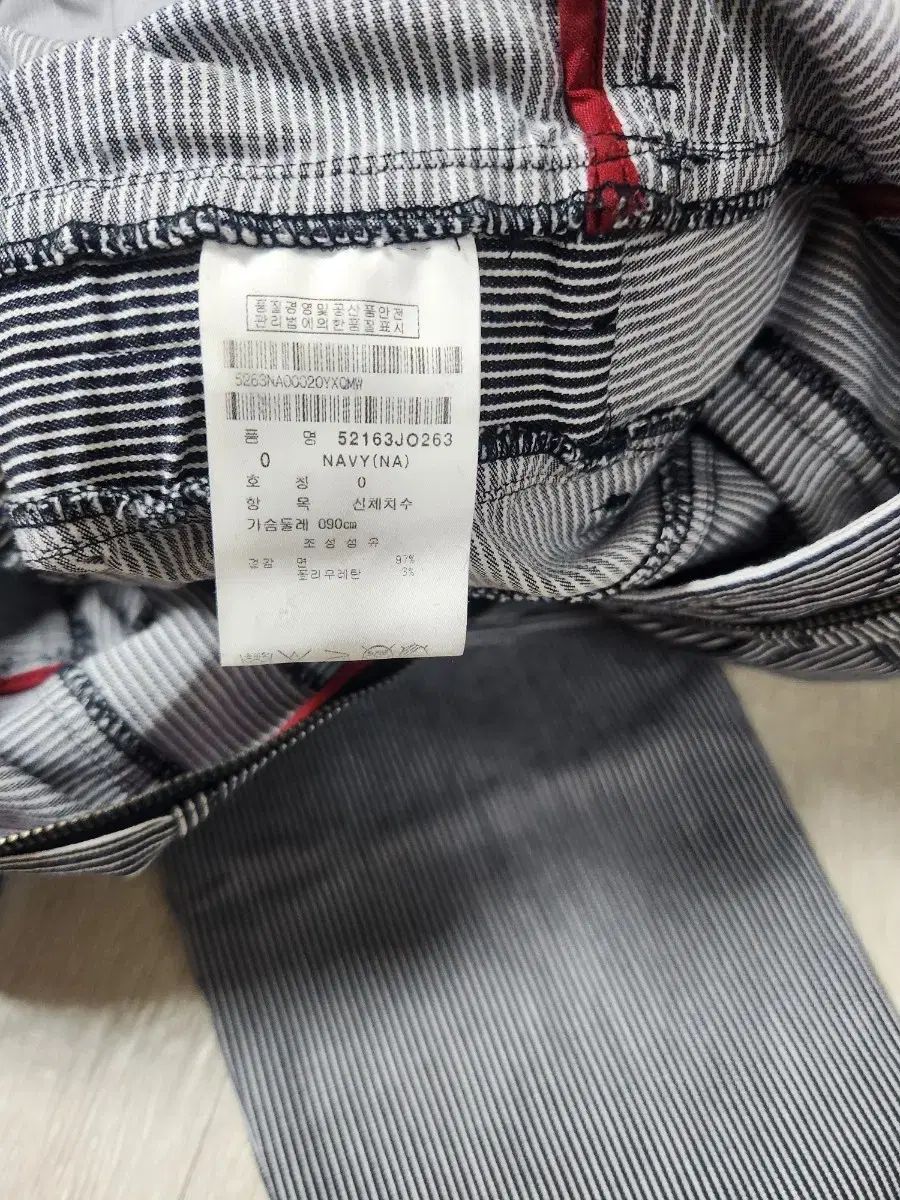 품질경영및공산품안전
관리법에의한품질표시
5263NA00020YXQMW
품 명 52163JO263
0 NAVY(NA)
호 칭 0
항 목 신체치수
가슴둘레 090cm
조성섬유
겉감 면 97%
폴리우레탄 3%